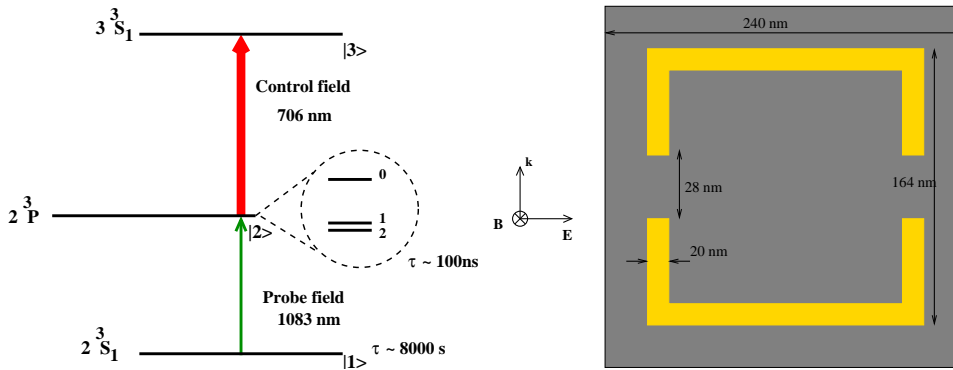 3 ³S₁
|3>
Control field
706 nm
0
1
2
2 ³P
|2>
τ ~ 100ns
Probe field
1083 nm
2 ³S₁
|1>
τ ~ 8000 s
k
B
E
240 nm
28 nm
164 nm
20 nm